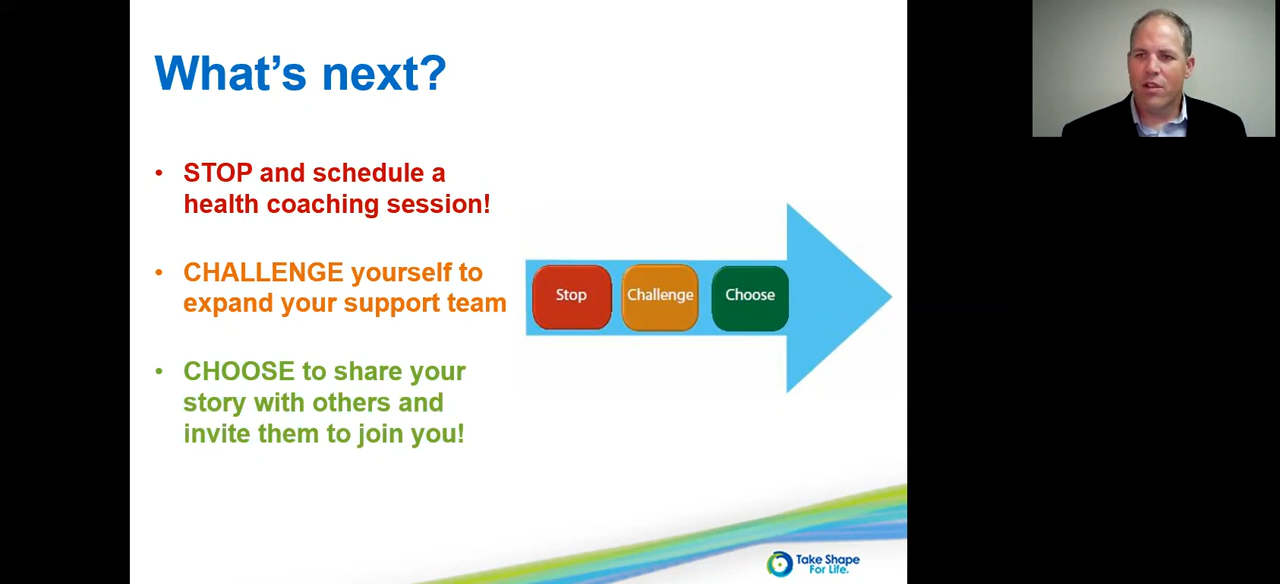 What's next?
• STOP and schedule a
health coaching session!
• CHALLENGE yourself to
expand your support team
• CHOOSE to share your
story with others and
invite them to join you!
Stop Challenge Choose
Take Shape
For Life.